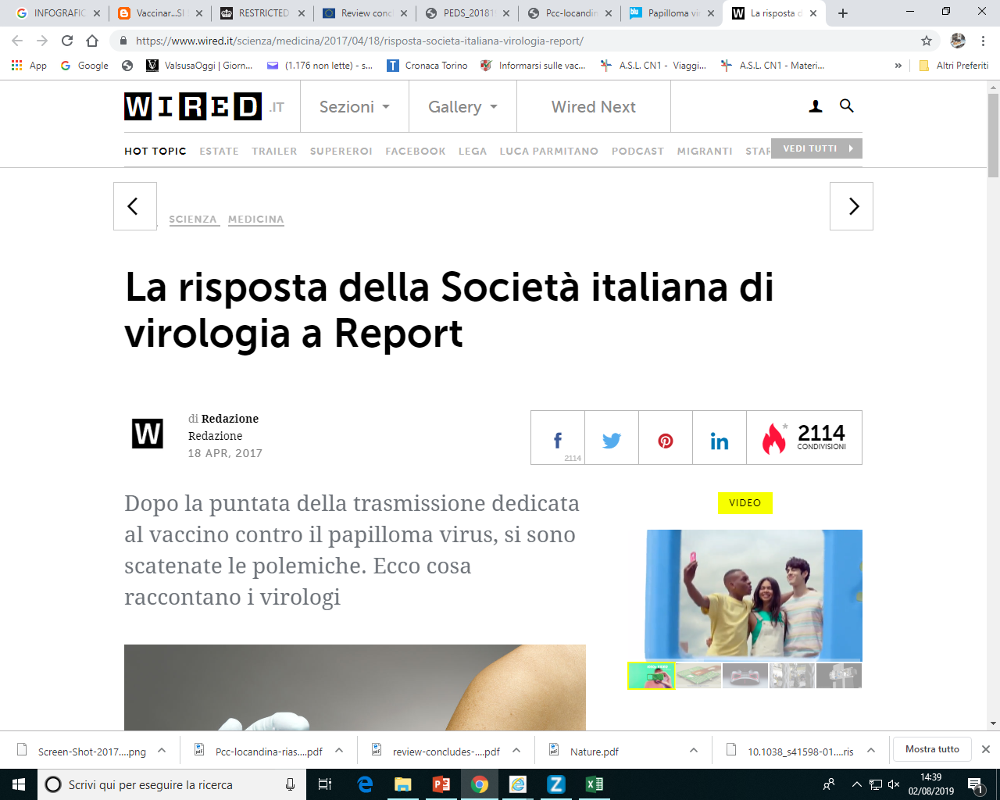 INFOGRAFIC
Vaccinar...SI
RESTRICTED
Review conc
PEDS_20181
Pcc-locandin
Papilloma vi
La risposta d
https://www.wired.it/scienza/medicina/2017/04/18/risposta-societa-italiana-virologia-report/
App
Google
ValsusaOggi | Giorn...
(1.176 non lette) - s...
Cronaca Torino
Informarsi sulle vac...
A.S.L. CN1 - Viaggi...
A.S.L. CN1 - Materi...
»
Altri Preferiti
WIRED .IT
Sezioni
Gallery
Wired Next
HOT TOPIC ESTATE TRAILER SUPEREROI FACEBOOK LEGA LUCA PARMITANO PODCAST MIGRANTI STAR
VEDI TUTTI
SCIENZA MEDICINA
La risposta della Società italiana di
virologia a Report
W
di Redazione
Redazione
18 APR, 2017
2114
2114
CONDIVISIONI
Dopo la puntata della trasmissione dedicata
al vaccino contro il papilloma virus, si sono
scatenate le polemiche. Ecco cosa
raccontano i virologi
VIDEO
Screen-Shot-2017....png
Pcc-locandina-rias....pdf
review-concludes-....pdf
Nature.pdf
10.1038_s41598-01....ris
Mostra tutto
Scrivi qui per eseguire la ricerca
14:39
02/08/2019
1